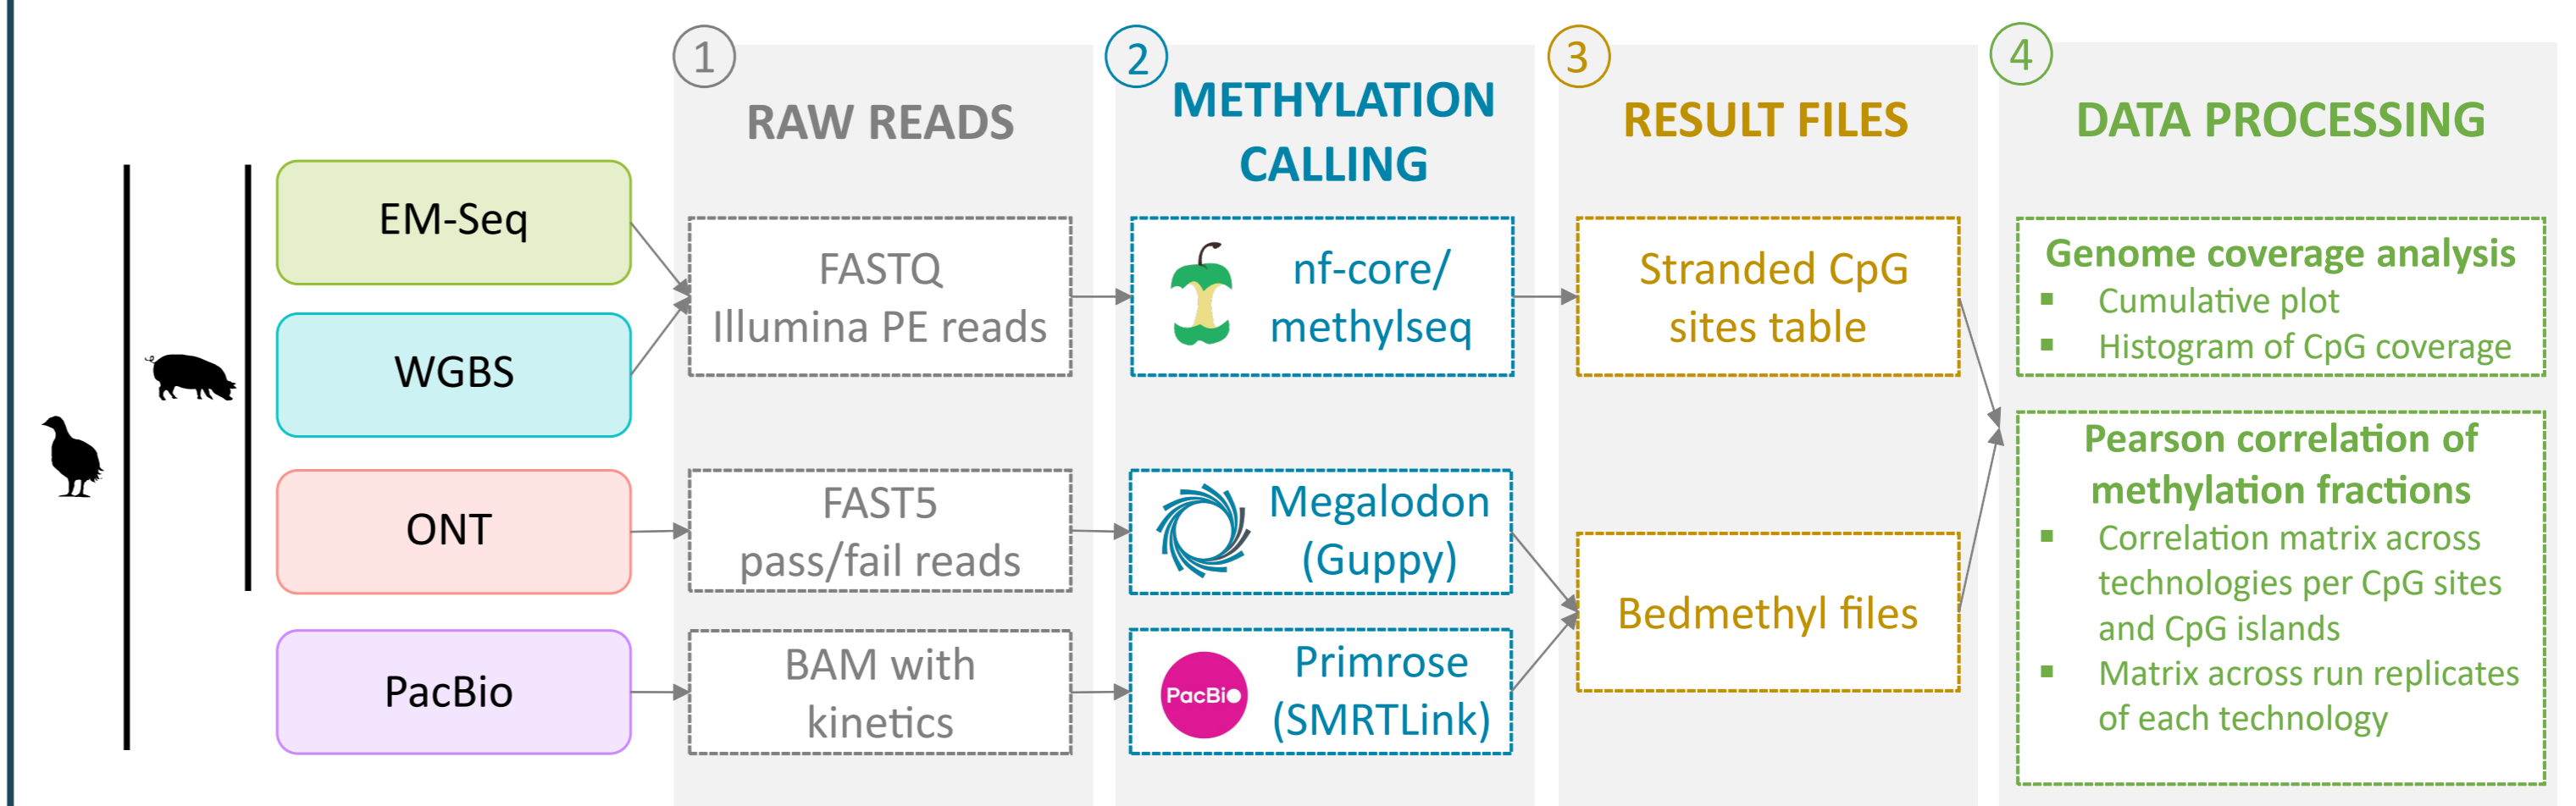 1
RAW READS
2
METHYLATION
CALLING
3
RESULT FILES
4
DATA PROCESSING
EM-Seq
WGBS
ONT
PacBio
FASTQ
Illumina PE reads
FAST5
pass/fail reads
BAM with
kinetics
nf-core/
methylseq
Megalodon
(Guppy)
PacBio
Primrose
(SMRTLink)
Stranded CpG
sites table
Bedmethyl files
Genome coverage analysis
▪ Cumulative plot
▪ Histogram of CpG coverage
Pearson correlation of
methylation fractions
▪ Correlation matrix across
technologies per CpG sites
and CpG islands
▪ Matrix across run replicates
of each technology